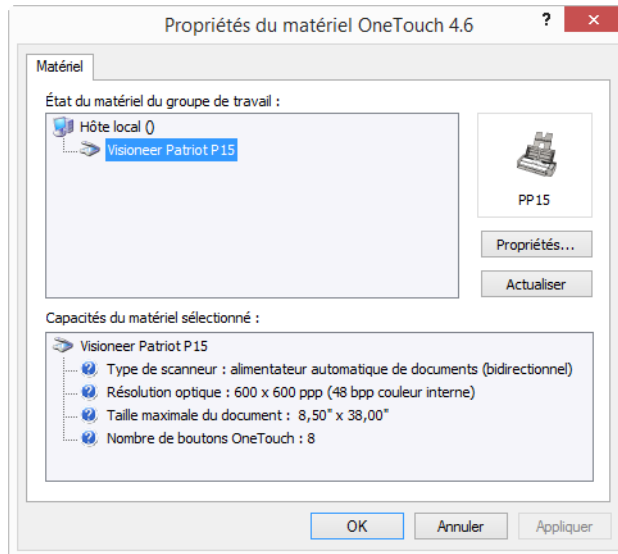 Propriétés du matériel OneTouch 4.6
?
×
Matériel
État du matériel du groupe de travail :
Hôte local ()
Visioneer Patriot P15
PP15
Propriétés...
Actualiser
Capacités du matériel sélectionné :
Visioneer Patriot P15
Type de scanneur : alimentateur automatique de documents (bidirectionnel)
Résolution optique : 600 x 600 ppp (48 bpp couleur interne)
Taille maximale du document : 8,50" x 38,00"
Nombre de boutons OneTouch : 8
OK Annuler Appliquer